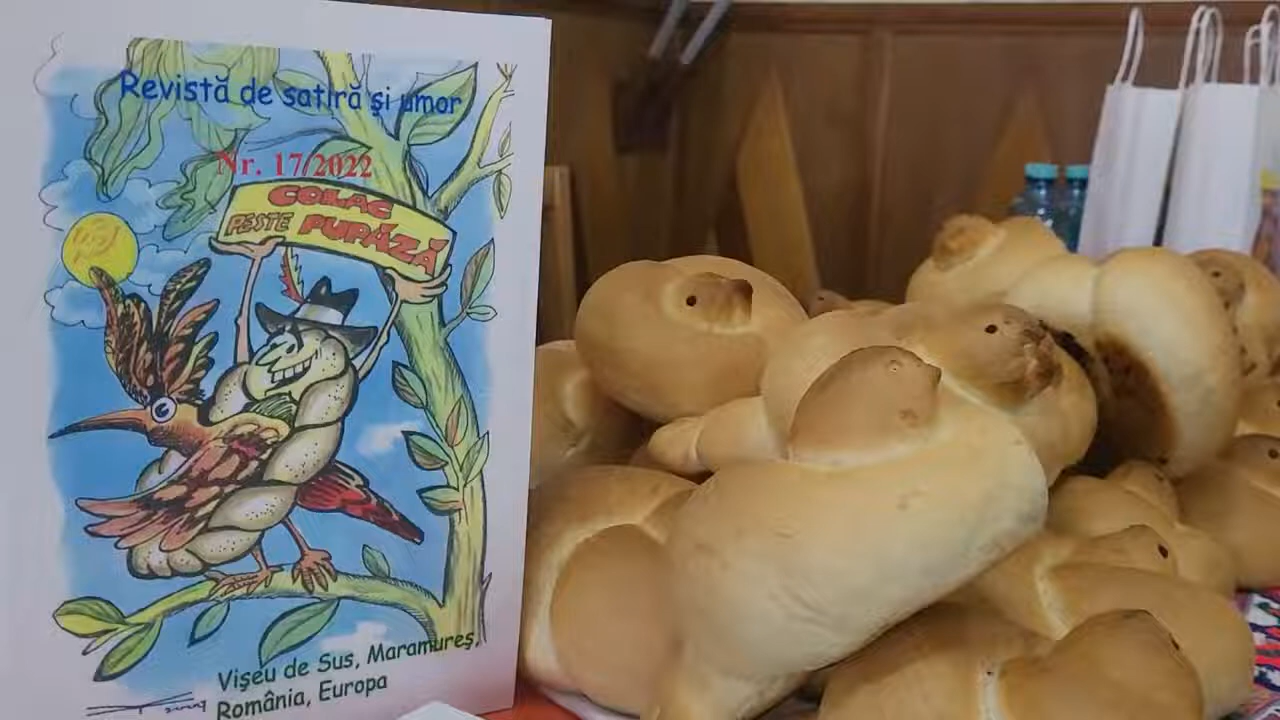 Revistă de satiră şi umor
Nr. 17/2022
COLAC
PESTE PUPĂZĂ
Vişeu de Sus, Maramureş,
România, Europa